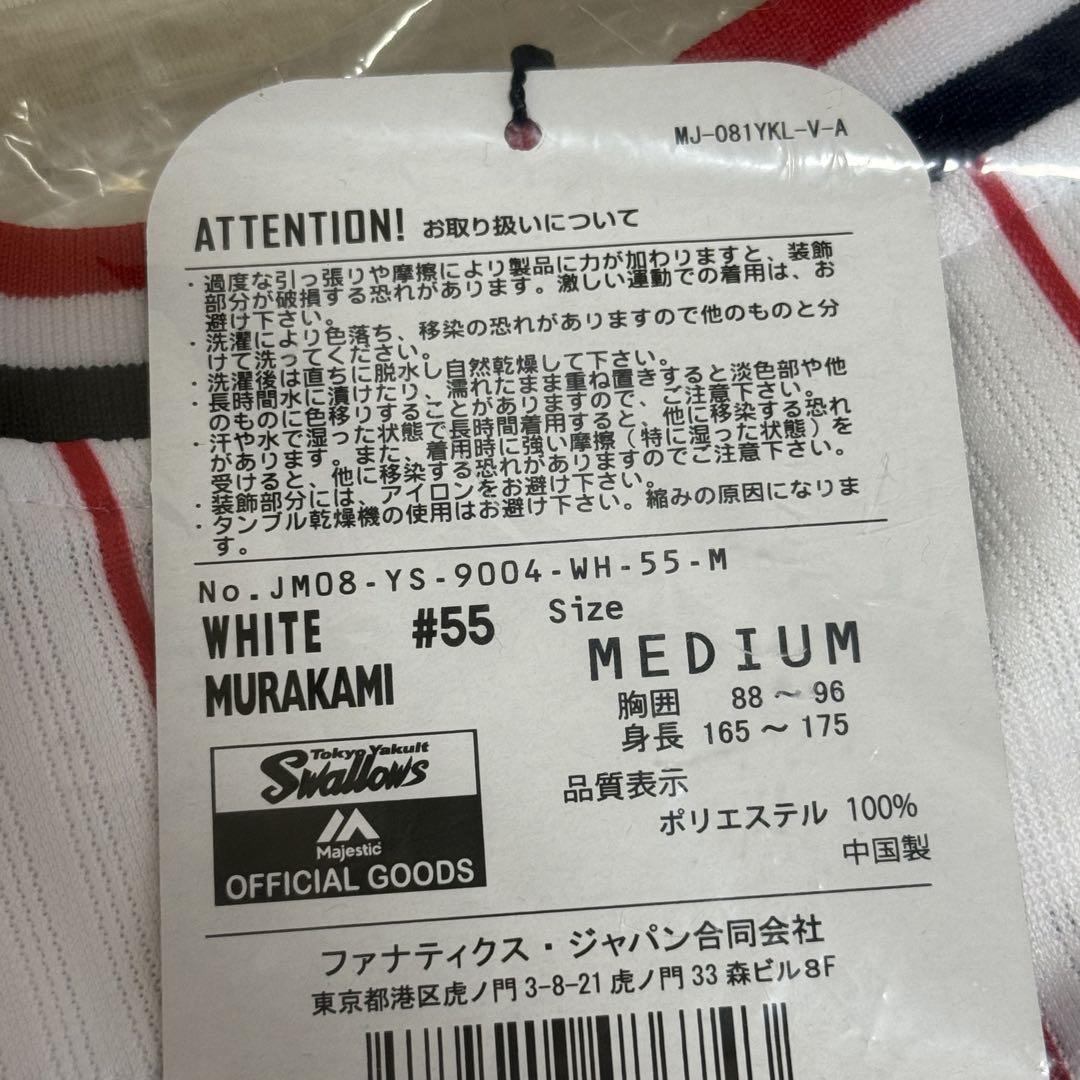 MJ-081YKL-V-A
ATTENTION! お取り扱いについて
・過度な引っ張りや摩擦により製品に力が加わりますと、装飾
部分が破損する恐れがあります。激しい運動での着用は、お
避け下さい。
・洗濯により色落ち、移染の恐れがありますので他のものと分
けて洗ってください。
・洗濯後は直ちに脱水し自然乾燥して下さい。
・長時間水に漬けたり、濡れたまま重ね置きすると淡色部や他
のものに色移りすることがありますので、ご注意下さい。
・汗や水で湿った状態で長時間着用すると、他に移染する恐れ
があります。また、着用時に強い摩擦(特に湿った状態)を
受けると、他に移染する恐れがありますのでご注意下さい。
・装飾部分には、アイロンをお避け下さい。
・タンブル乾燥機の使用はお避け下さい。縮みの原因になりま
す。
No.JM08-YS-9004-WH-55-M
WHITE #55 Size
MURAKAMI MEDIUM
胸囲 88～96
身長 165～175
Tokyo Yakult
Swallows
Majestic
OFFICIAL GOODS
品質表示
ポリエステル 100%
中国製
ファナティクス・ジャパン合同会社
東京都港区虎ノ門3-8-21 虎ノ門33森ビル8F